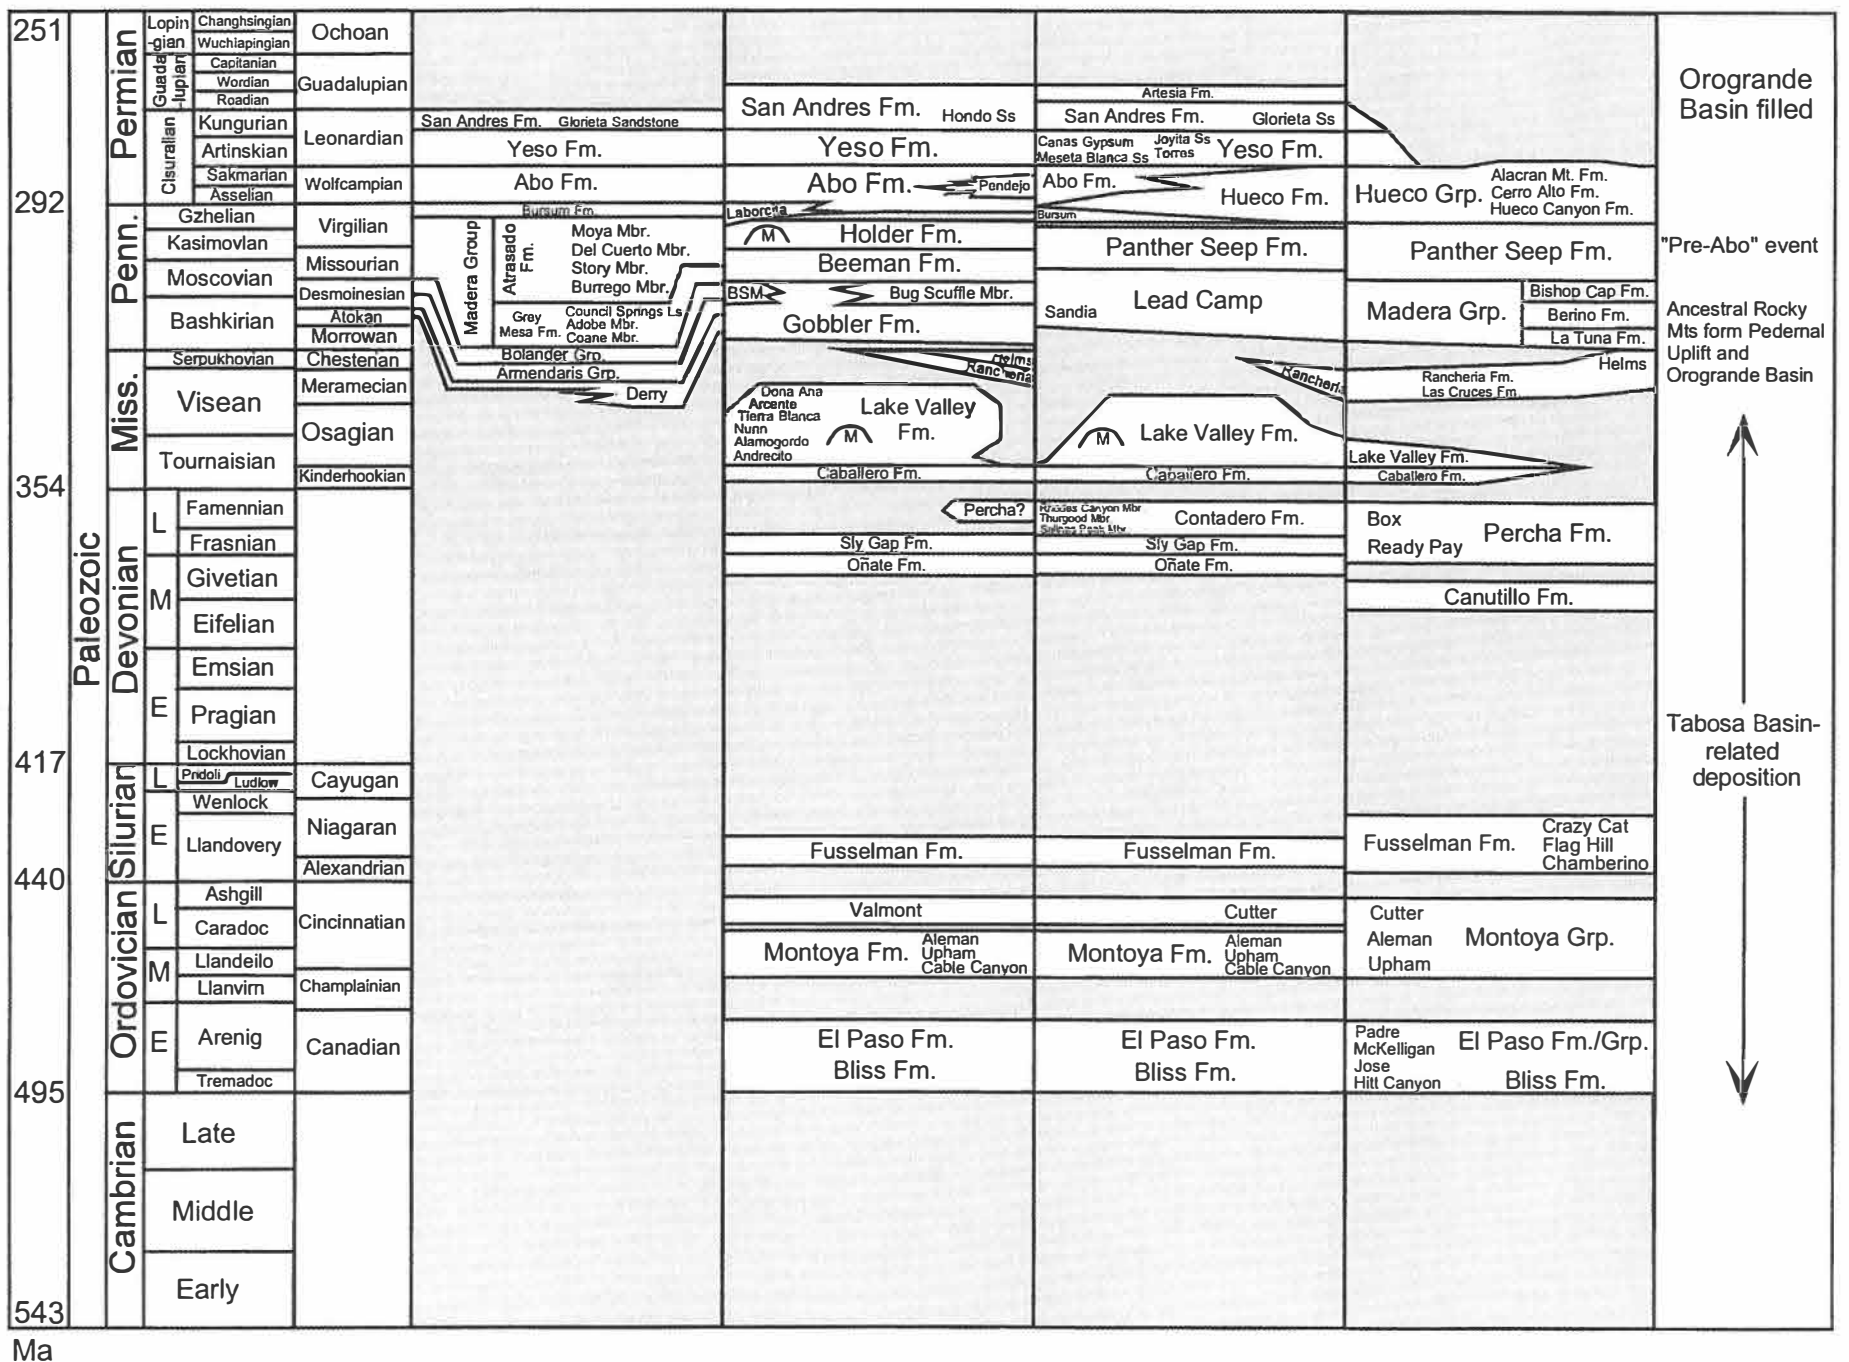 251
292
354
417
440
495
543
Ma
Paleozoic
Permian
Penn.
Miss.
Devonian
Silurian
Ordovician
Cambrian
Lopin
-gian
Guada
-lupian
Cisuralian
Changhsingian
Wuchiapingian
Capitanian
Wordian
Roadian
Kungurian
Artinskian
Sakmarian
Asselian
Gzhelian
Kasimovian
Moscovian
Bashkirian
Serpukhovian
Visean
Tournaisian
L
Famennian
Frasnian
M
Givetian
Eifelian
E
Emsian
Pragian
Lockhovian
L
Pridoli
Ludlow
E
Wenlock
Llandovery
L
Ashgill
Caradoc
M
Llandeilo
Llanvirn
E
Arenig
Tremadoc
Late
Middle
Early
Ochoan
Guadalupian
Leonardian
Wolfcampian
Virgilian
Missourian
Desmoinesian
Atokan
Morrowan
Chestenan
Meramecian
Osagian
Kinderhookian
Cayugan
Niagaran
Alexandrian
Cincinnatian
Champlainian
Canadian
San Andres Fm. Glorieta Sandstone
Yeso Fm.
Abo Fm.
Bursum Fm.
Madera Group
Atrasado
Fm.
Moya Mbr.
Del Cuerto Mbr.
Story Mbr.
Burrego Mbr.
Gray
Mesa Fm.
Council Springs Ls
Adobe Mbr.
Coane Mbr.
Bolander Grp.
Armendaris Grp.
Derry
San Andres Fm. Hondo Ss
Yeso Fm.
Abo Fm. Pendejo
Laborcita
M Holder Fm.
Beeman Fm.
BSM Bug Scuffle Mbr.
Gobbler Fm.
Helms
Rancheria
Dona Ana
Arcente
Tierra Blanca
Nunn
Alamogordo
Andrecito
Lake Valley
Fm.
M
Caballero Fm.
Percha?
Sly Gap Fm.
Oñate Fm.
Fusselman Fm.
Valmont
Montoya Fm.
Aleman
Upham
Cable Canyon
El Paso Fm.
Bliss Fm.
Artesia Fm.
San Andres Fm. Glorieta Ss
Canas Gypsum Joyita Ss
Meseta Blanca Ss Torres Yeso Fm.
Abo Fm.
Hueco Fm.
Bursum
Panther Seep Fm.
Lead Camp
Sandia
Rancheria
M Lake Valley Fm.
Caballero Fm.
Rhodes Canyon Mbr
Thurgood Mbr.
Salinas Peak Mbr.
Contadero Fm.
Sly Gap Fm.
Oñate Fm.
Fusselman Fm.
Cutter
Montoya Fm.
Aleman
Upham
Cable Canyon
El Paso Fm.
Bliss Fm.
Hueco Grp.
Alacran Mt. Fm.
Cerro Alto Fm.
Hueco Canyon Fm.
Panther Seep Fm.
Madera Grp.
Bishop Cap Fm.
Berino Fm.
La Tuna Fm.
Helms
Rancheria Fm.
Las Cruces Fm.
Lake Valley Fm.
Caballero Fm.
Box
Ready Pay
Percha Fm.
Canutillo Fm.
Fusselman Fm.
Crazy Cat
Flag Hill
Chamberino
Cutter
Aleman
Upham
Montoya Grp.
Padre
McKelligan
Jose
Hitt Canyon
El Paso Fm./Grp.
Bliss Fm.
Orogrande
Basin filled
"Pre-Abo" event
Ancestral Rocky
Mts form Pedernal
Uplift and
Orogrande Basin
Tabosa Basin-
related
deposition